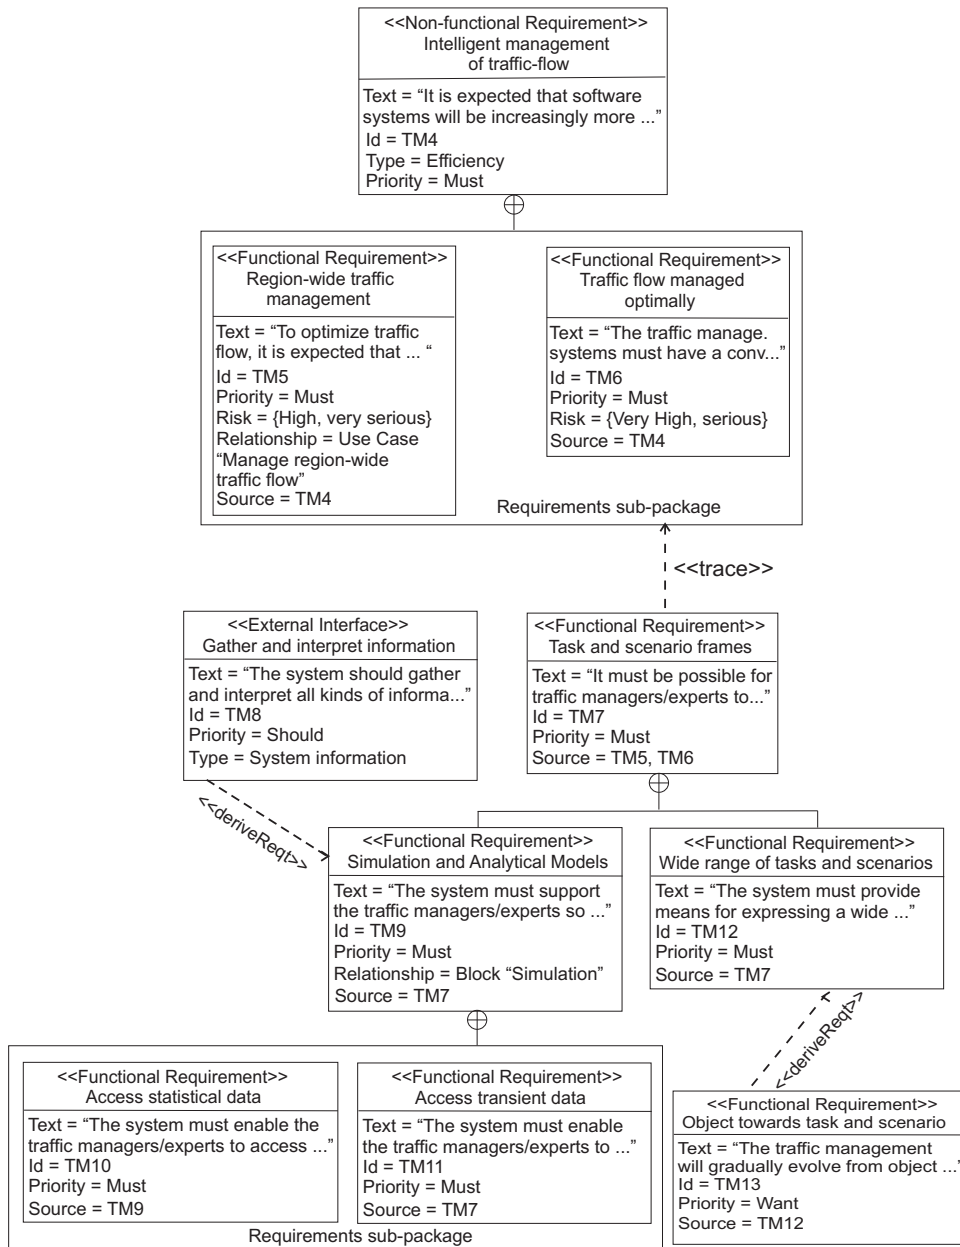 <<Non-functional Requirement>>
Intelligent management
of traffic-flow
Text = “It is expected that software
systems will be increasingly more ...”
Id = TM4
Type = Efficiency
Priority = Must
<<Functional Requirement>>
Region-wide traffic
management
Text = “To optimize traffic
flow, it is expected that ... “
Id = TM5
Priority = Must
Risk = {High, very serious}
Relationship = Use Case
“Manage region-wide
traffic flow”
Source = TM4
<<Functional Requirement>>
Traffic flow managed
optimally
Text = “The traffic manage.
systems must have a conv...”
Id = TM6
Priority = Must
Risk = {Very High, serious}
Source = TM4
Requirements sub-package
<<trace>>
<<External Interface>>
Gather and interpret information
Text = “The system should gather
and interpret all kinds of informa...”
Id = TM8
Priority = Should
Type = System information
<<Functional Requirement>>
Task and scenario frames
Text = “It must be possible for
traffic managers/experts to...”
Id = TM7
Priority = Must
Source = TM5, TM6
<<deriveReqt>>
<<Functional Requirement>>
Simulation and Analytical Models
Text = “The system must support
the traffic managers/experts so ...”
Id = TM9
Priority = Must
Relationship = Block “Simulation”
Source = TM7
<<Functional Requirement>>
Wide range of tasks and scenarios
Text = “The system must provide
means for expressing a wide ...”
Id = TM12
Priority = Must
Source = TM7
<<deriveReqt>>
<<Functional Requirement>>
Access statistical data
Text = “The system must enable the
traffic managers/experts to access ...”
Id = TM10
Priority = Must
Source = TM9
<<Functional Requirement>>
Access transient data
Text = “The system must enable
the traffic managers/experts to ...”
Id = TM11
Priority = Must
Source = TM7
Requirements sub-package
<<Functional Requirement>>
Object towards task and scenario
Text = “The traffic management
will gradually evolve from object ...”
Id = TM13
Priority = Want
Source = TM12